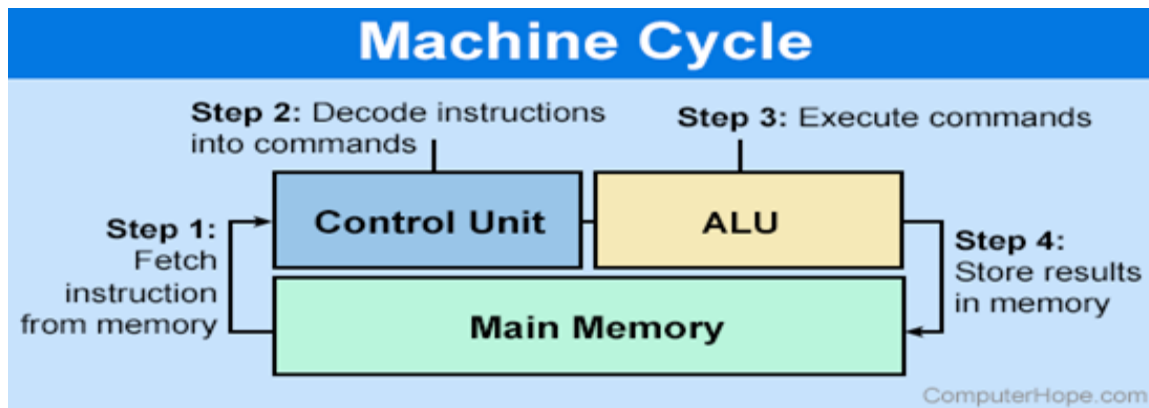 Machine Cycle
Step 2: Decode instructions
into commands
Step 3: Execute commands
Control Unit
ALU
Step 1:
Fetch
instruction
from memory
Step 4:
Store results
in memory
Main Memory
ComputerHope.com